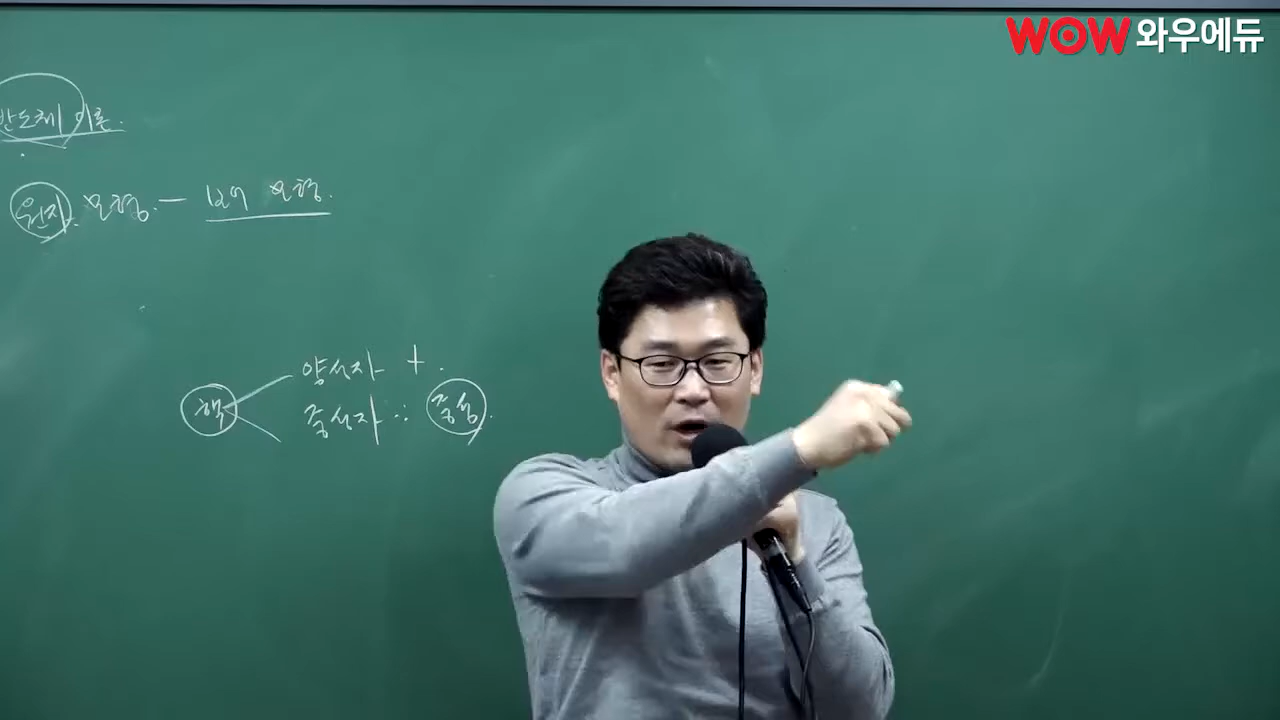 WOW 와우에듀
반도체 이론.
원자. 모형. - 보어 모형.
양성자 +.
핵
중성자 ∴ 중성.